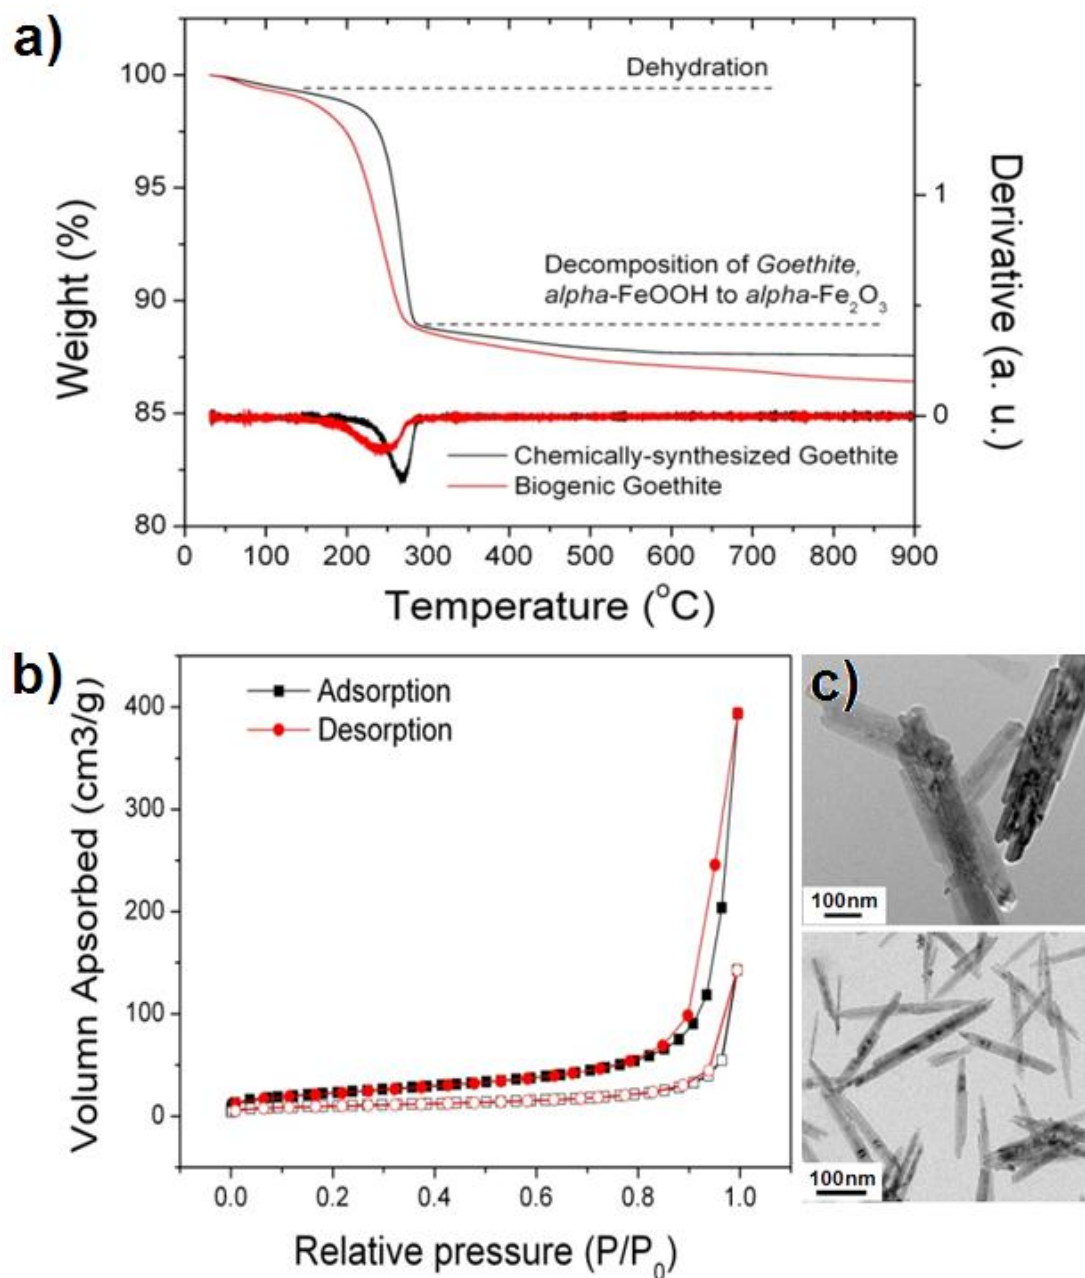 a)
100
95
90
85
80
Weight (%)
Dehydration
Decomposition of Goethite,
alpha-FeOOH to alpha-Fe₂O₃
Chemically-synthesized Goethite
Biogenic Goethite
1
0
Derivative (a. u.)
0 100 200 300 400 500 600 700 800 900
Temperature (°C)
b)
400
300
200
100
0
Volumn Apsorbed (cm3/g)
Adsorption
Desorption
0.0 0.2 0.4 0.6 0.8 1.0
Relative pressure (P/P₀)
c)
100nm
100nm